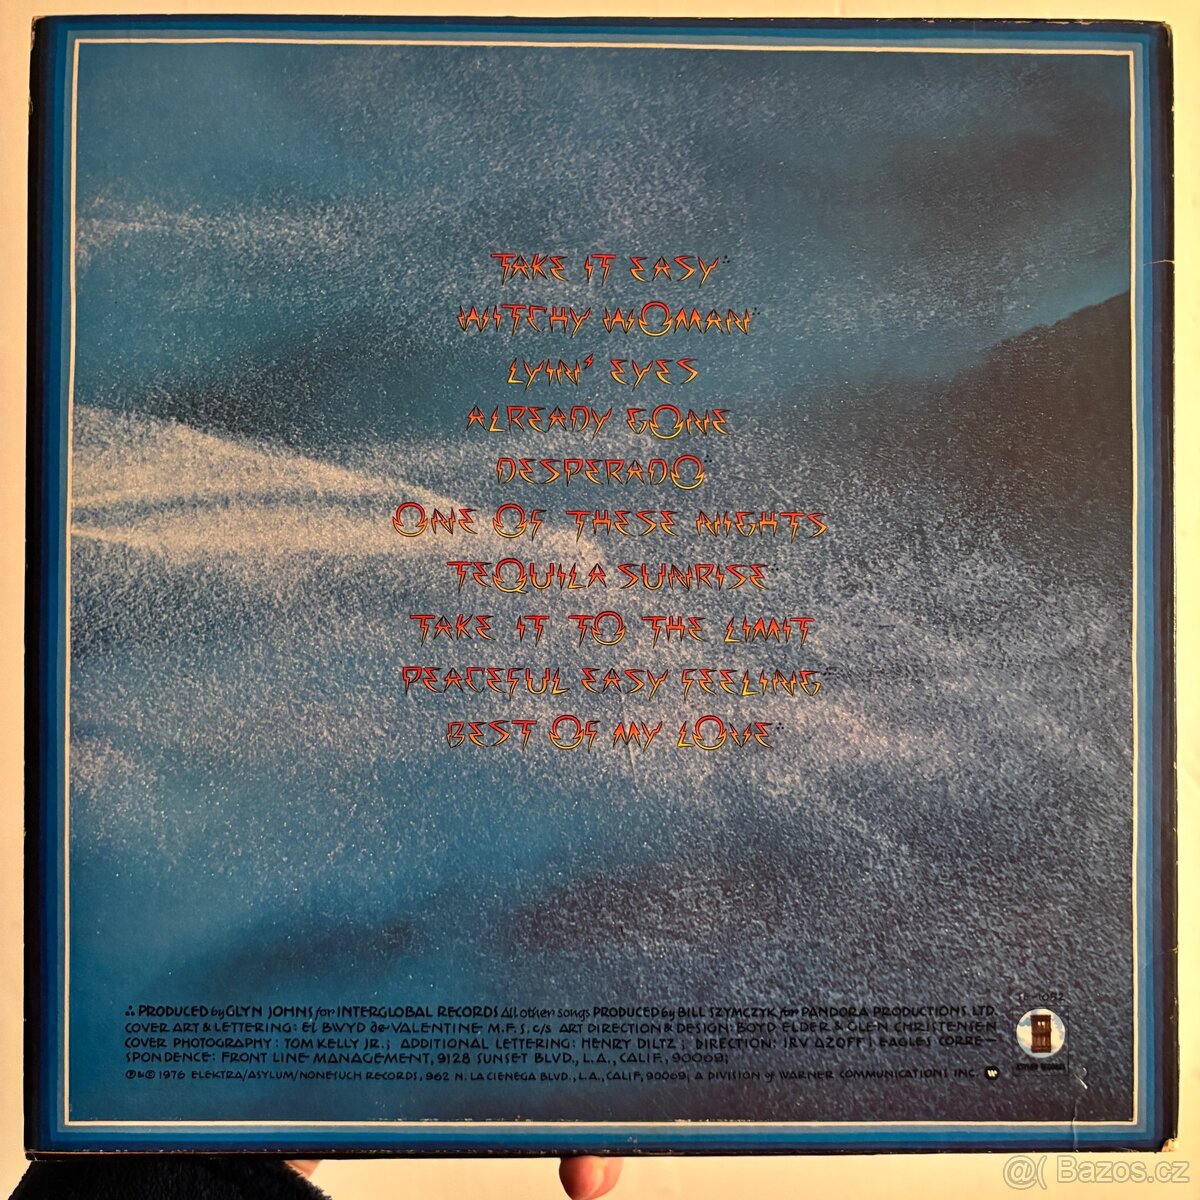 TAKE IT EASY∴
WITCHY WOMAN∴
LYIN' EYES
ALREADY GONE
DESPERADO∴
ONE OF THESE NIGHTS
TEQUILA SUNRISE∴
TAKE IT TO THE LIMIT
PEACEFUL EASY FEELING∴
BEST OF MY LOVE∴
7E-1052
∴ PRODUCED by GLYN JOHNS for INTERGLOBAL RECORDS All other songs PRODUCED by BILL SZYMCZYK for PANDORA PRODUCTIONS LTD.
COVER ART & LETTERING: El BWYD de VALENTINE M.F.S. c/s ART DIRECTION & DESIGN: BOYD ELDER & GLEN CHRISTENSEN
COVER PHOTOGRAPHY: TOM KELLY JR.; ADDITIONAL LETTERING: HENRY DILTZ; DIRECTION: IRV AZOFF; EAGLES CORRE-
SPONDENCE: FRONT LINE MANAGEMENT, 9128 SUNSET BLVD., L.A., CALIF. 90069;
℗&© 1976 ELEKTRA/ASYLUM/NONESUCH RECORDS, 962 N. LA CIENEGA BLVD., L.A., CALIF, 90069; A DIVISION of WARNER COMMUNICATIONS INC.
ASYLUM RECORDS
@( Bazos.cz